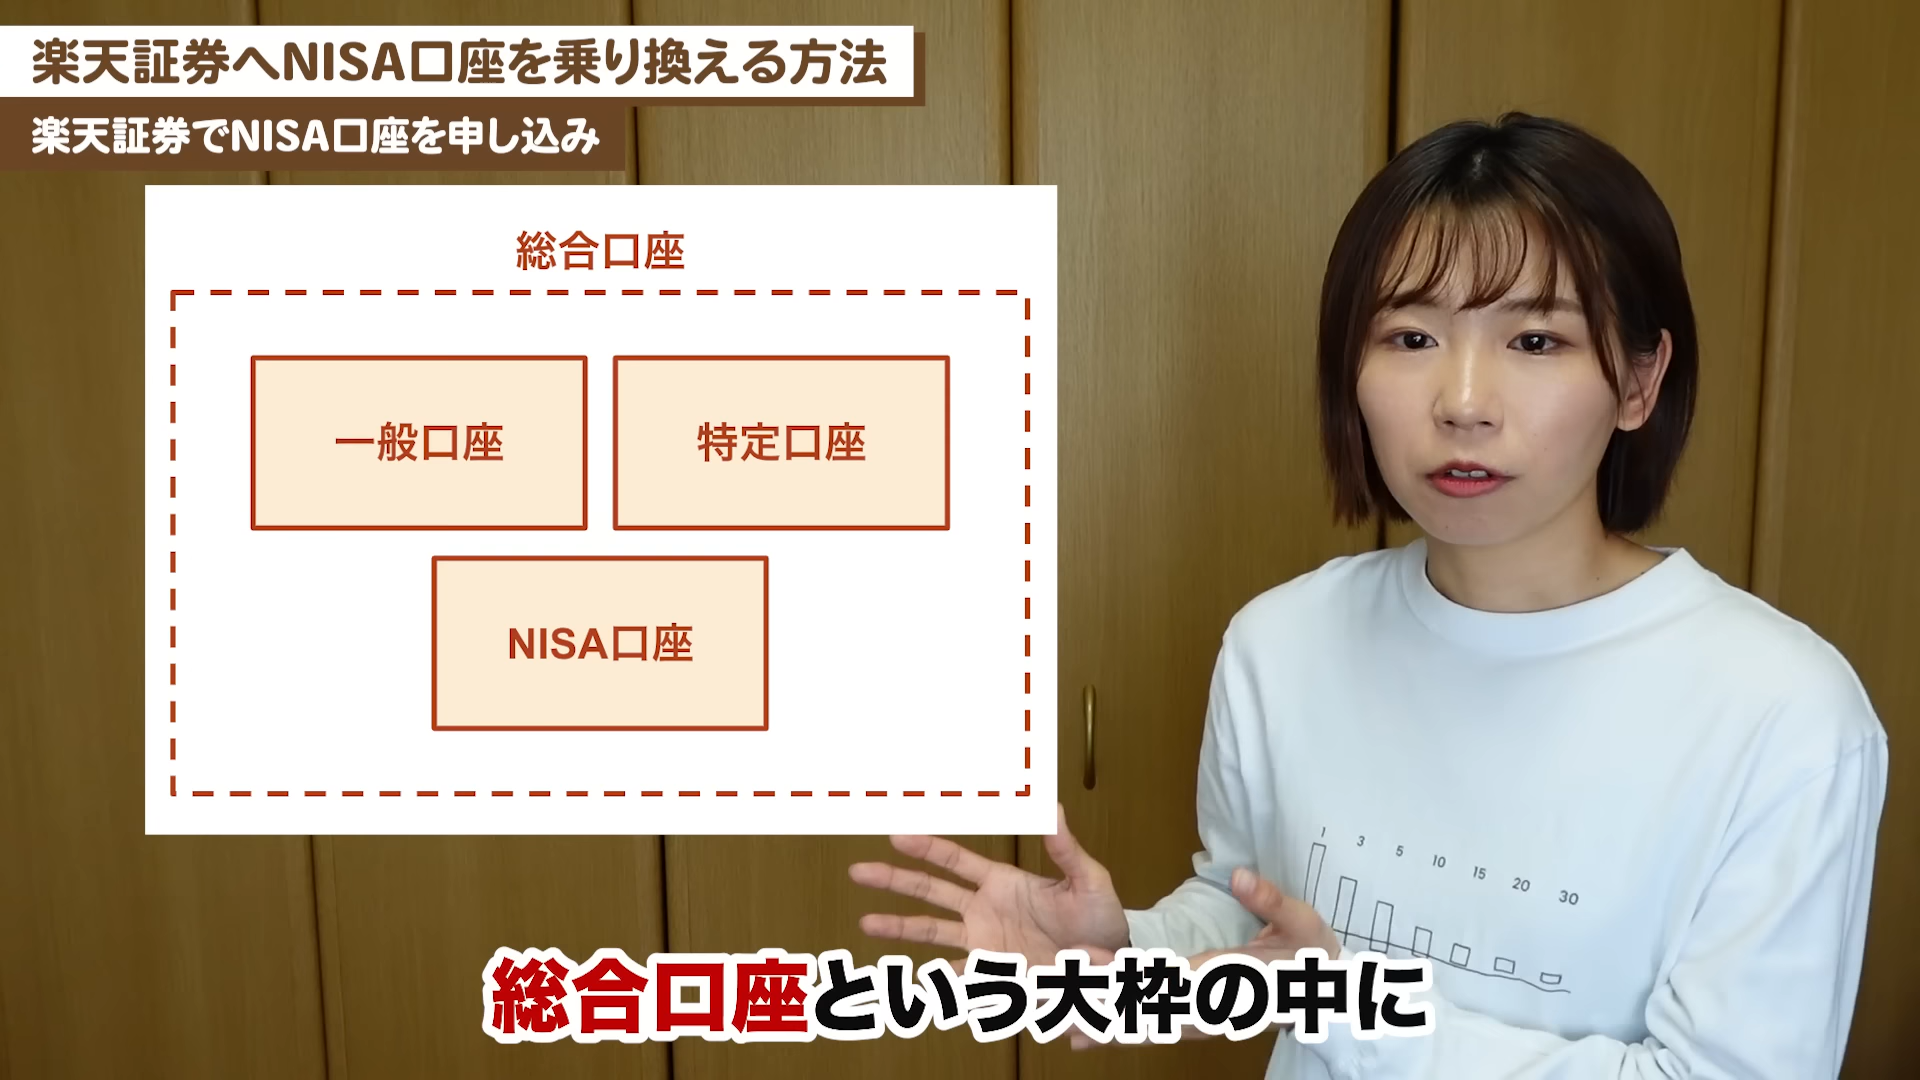 楽天証券へNISA口座を乗り換える方法
楽天証券でNISA口座を申し込み
総合口座
一般口座
特定口座
NISA口座
1 3 5 10 15 20 30
総合口座という大枠の中に